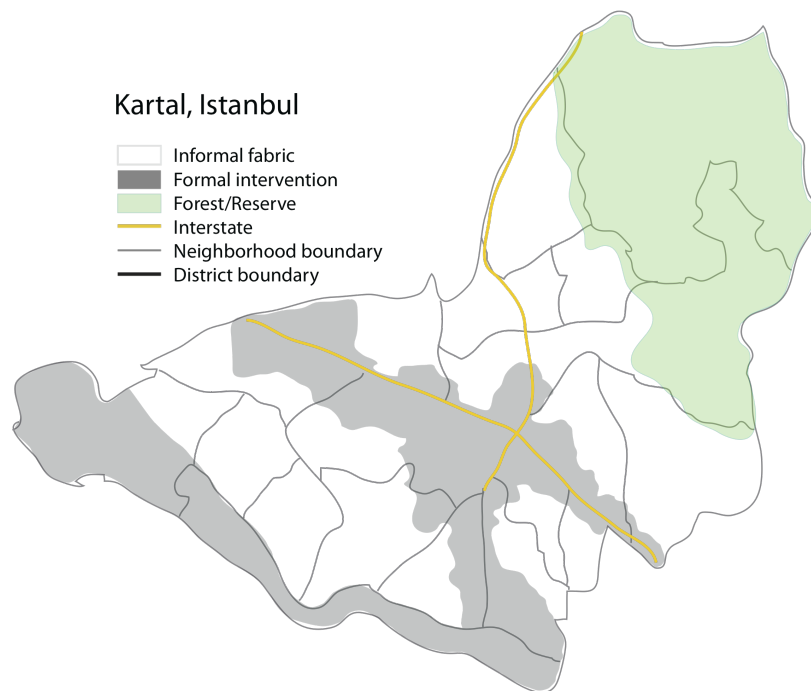 Kartal, Istanbul
Informal fabric
Formal intervention
Forest/Reserve
Interstate
Neighborhood boundary
District boundary